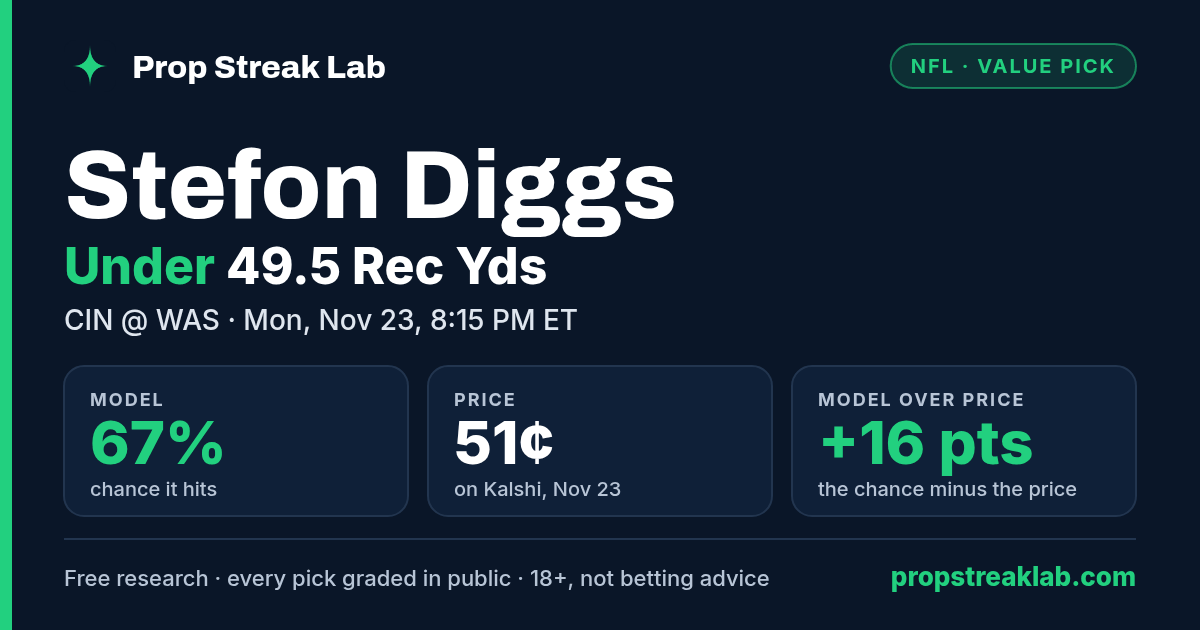 Prop Streak Lab
NFL · VALUE PICK
Stefon Diggs
Under 49.5 Rec Yds
CIN @ WAS · Mon, Nov 23, 8:15 PM ET
MODEL
67%
chance it hits
PRICE
51¢
on Kalshi, Nov 23
MODEL OVER PRICE
+16 pts
the chance minus the price
Free research · every pick graded in public · 18+, not betting advice
propstreaklab.com